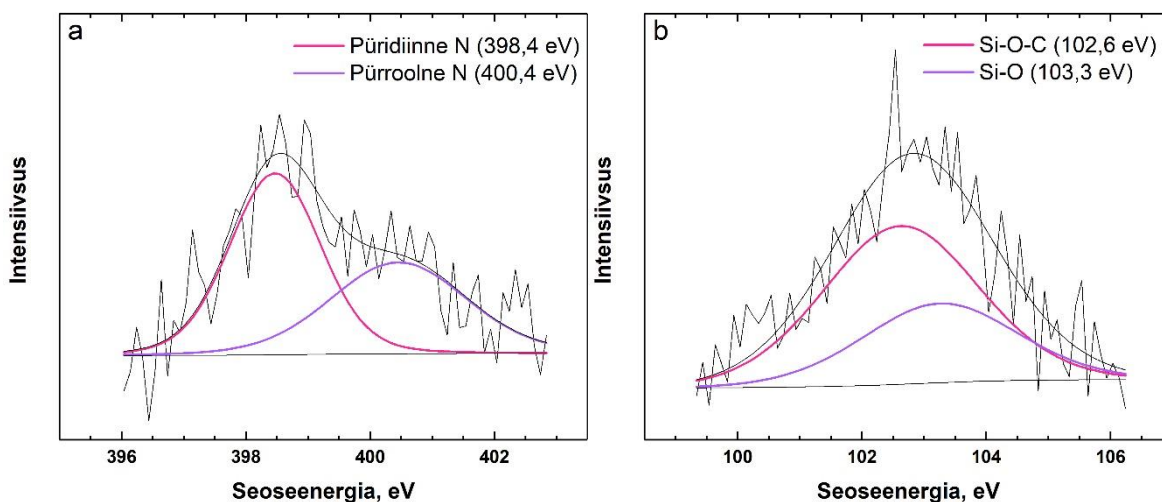 a
Püridiinne N (398,4 eV)
Pürroolne N (400,4 eV)
Intensiivsus
396 398 400 402
Seoseenergia, eV
b
Si-O-C (102,6 eV)
Si-O (103,3 eV)
Intensiivsus
100 102 104 106
Seoseenergia, eV